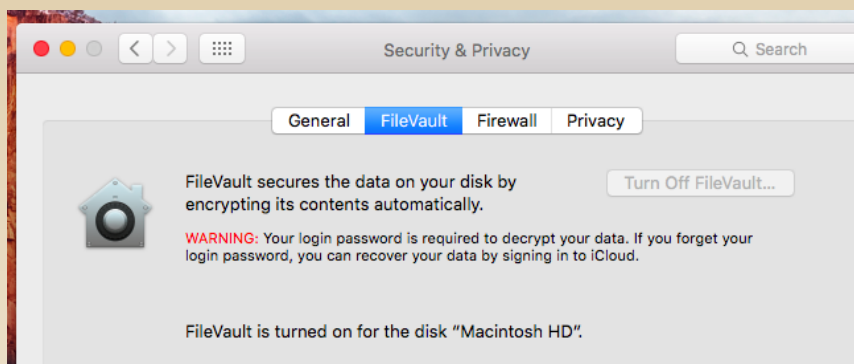 Security & Privacy
Search
General FileVault Firewall Privacy
FileVault secures the data on your disk by
encrypting its contents automatically.
Turn Off FileVault...
WARNING: Your login password is required to decrypt your data. If you forget your
login password, you can recover your data by signing in to iCloud.
FileVault is turned on for the disk “Macintosh HD”.